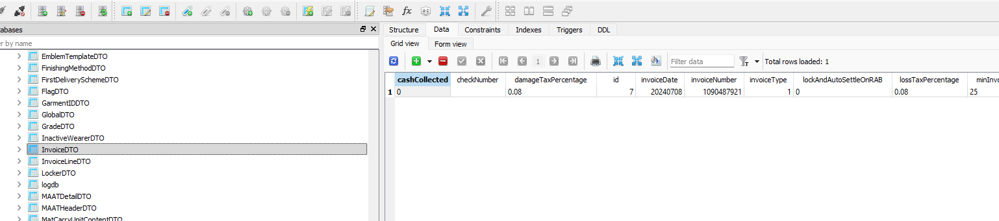 fx
a-z
tabases
er by name
EmblemTemplateDTO
FinishingMethodDTO
FirstDeliverySchemeDTO
FlagDTO
GarmentIDDTO
GlobalDTO
GradeDTO
InactiveWearerDTO
InvoiceDTO
InvoiceLineDTO
LockerDTO
logdb
MAATDetailDTO
MAATHeaderDTO
MatCarryUnitContentDTO
Structure Data Constraints Indexes Triggers DDL
Grid view Form view
1 Filter data Total rows loaded: 1
cashCollected checkNumber damageTaxPercentage id invoiceDate invoiceNumber invoiceType lockAndAutoSettleOnRAB lossTaxPercentage minInvo
1 0 0.08 7 20240708 1090487921 1 0 0.08 25